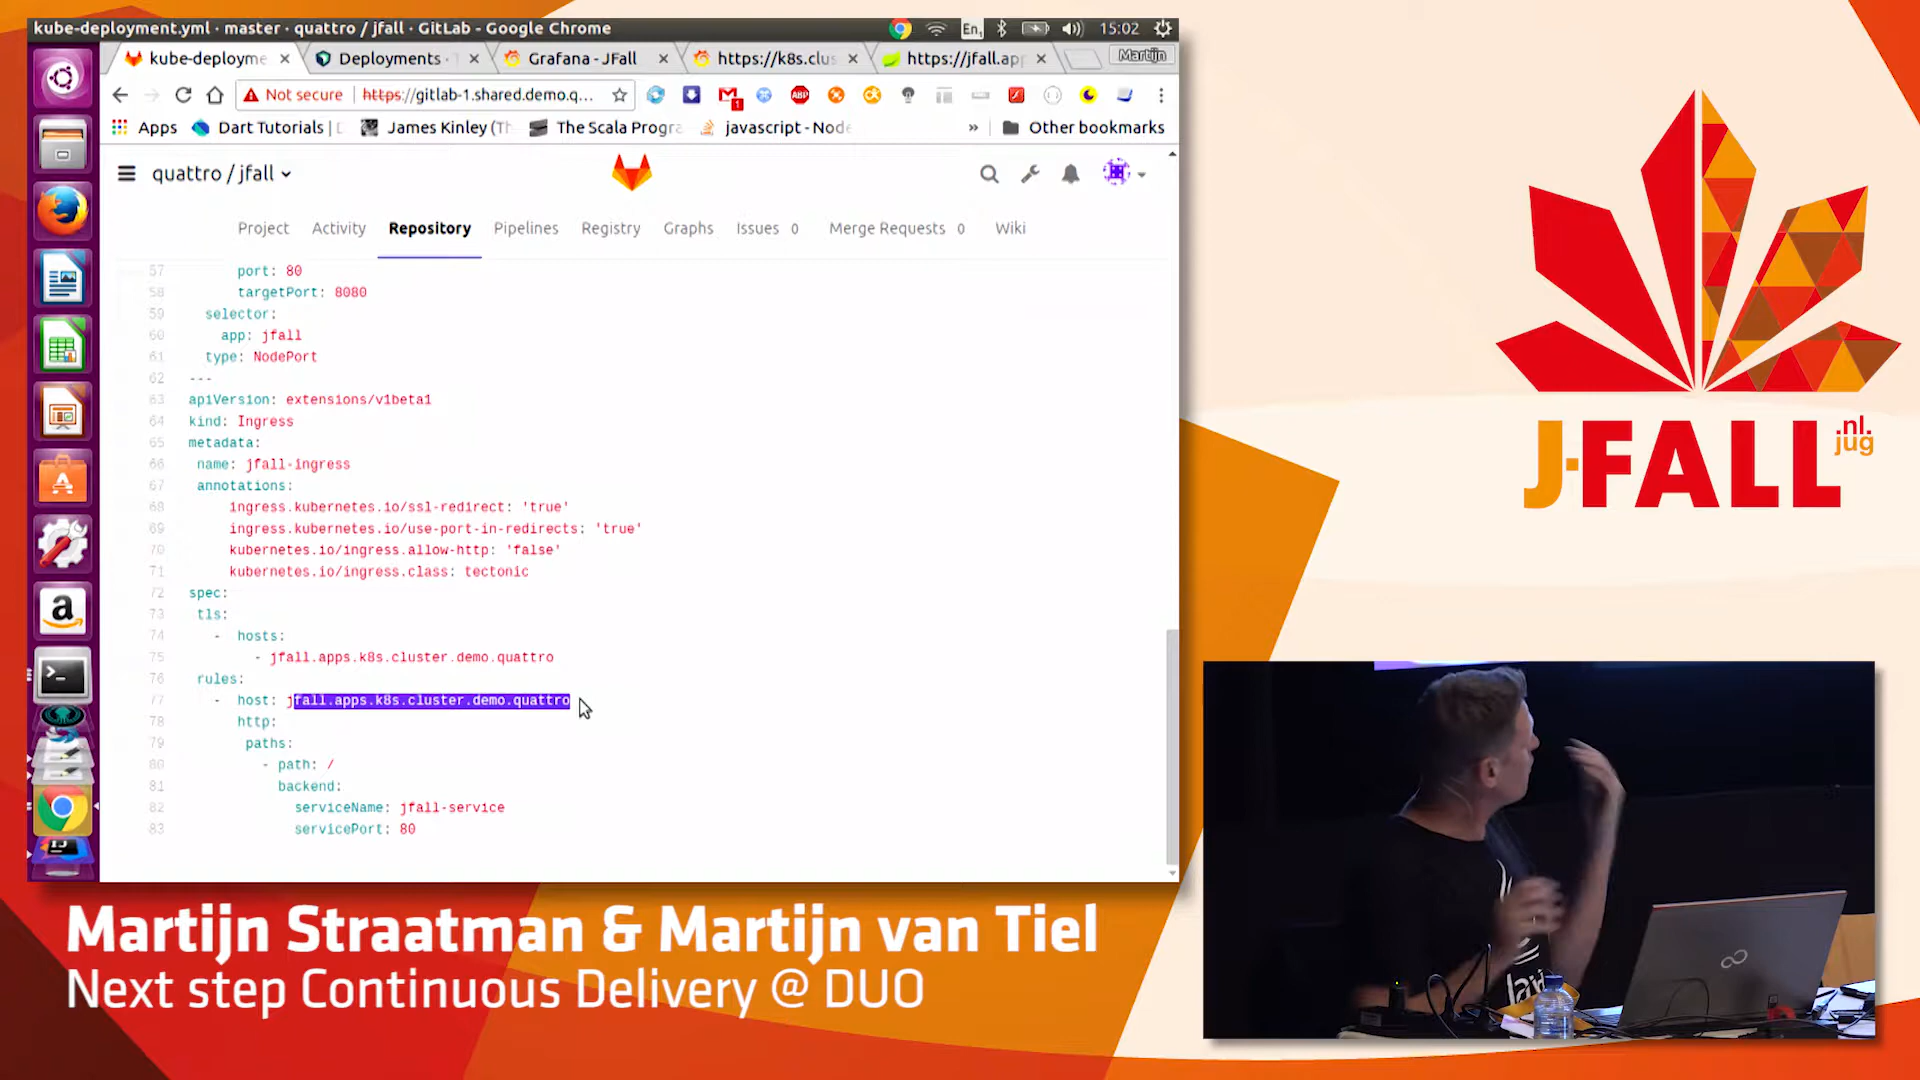 kube-deployment.yml · master · quattro / jfall · GitLab - Google Chrome
En
15:02
kube-deployme
Deployments ·
Grafana - JFall
https://k8s.clus
https://jfall.ap
Martijn
Not secure
https://gitlab-1.shared.demo.q...
1
ABP
Apps
Dart Tutorials |
James Kinley (Th
The Scala Progra
javascript - Nod
»
Other bookmarks
quattro / jfall
Project
Activity
Repository
Pipelines
Registry
Graphs
Issues 0
Merge Requests 0
Wiki
57 port: 80
58 targetPort: 8080
59 selector:
60 app: jfall
61 type: NodePort
62 ---
63 apiVersion: extensions/v1beta1
64 kind: Ingress
65 metadata:
66 name: jfall-ingress
67 annotations:
68 ingress.kubernetes.io/ssl-redirect: 'true'
69 ingress.kubernetes.io/use-port-in-redirects: 'true'
70 kubernetes.io/ingress.allow-http: 'false'
71 kubernetes.io/ingress.class: tectonic
72 spec:
73 tls:
74 - hosts:
75 - jfall.apps.k8s.cluster.demo.quattro
76 rules:
77 - host: jfall.apps.k8s.cluster.demo.quattro
78 http:
79 paths:
80 - path: /
81 backend:
82 serviceName: jfall-service
83 servicePort: 80
J-FALL
.nl.
jug
Martijn Straatman & Martijn van Tiel
Next step Continuous Delivery @ DUO